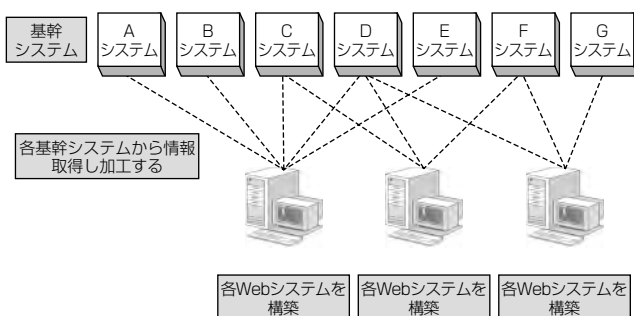 基幹
システム
A
システム
B
システム
C
システム
D
システム
E
システム
F
システム
G
システム
各基幹システムから情報
取得し加工する
各Webシステムを
構築
各Webシステムを
構築
各Webシステムを
構築